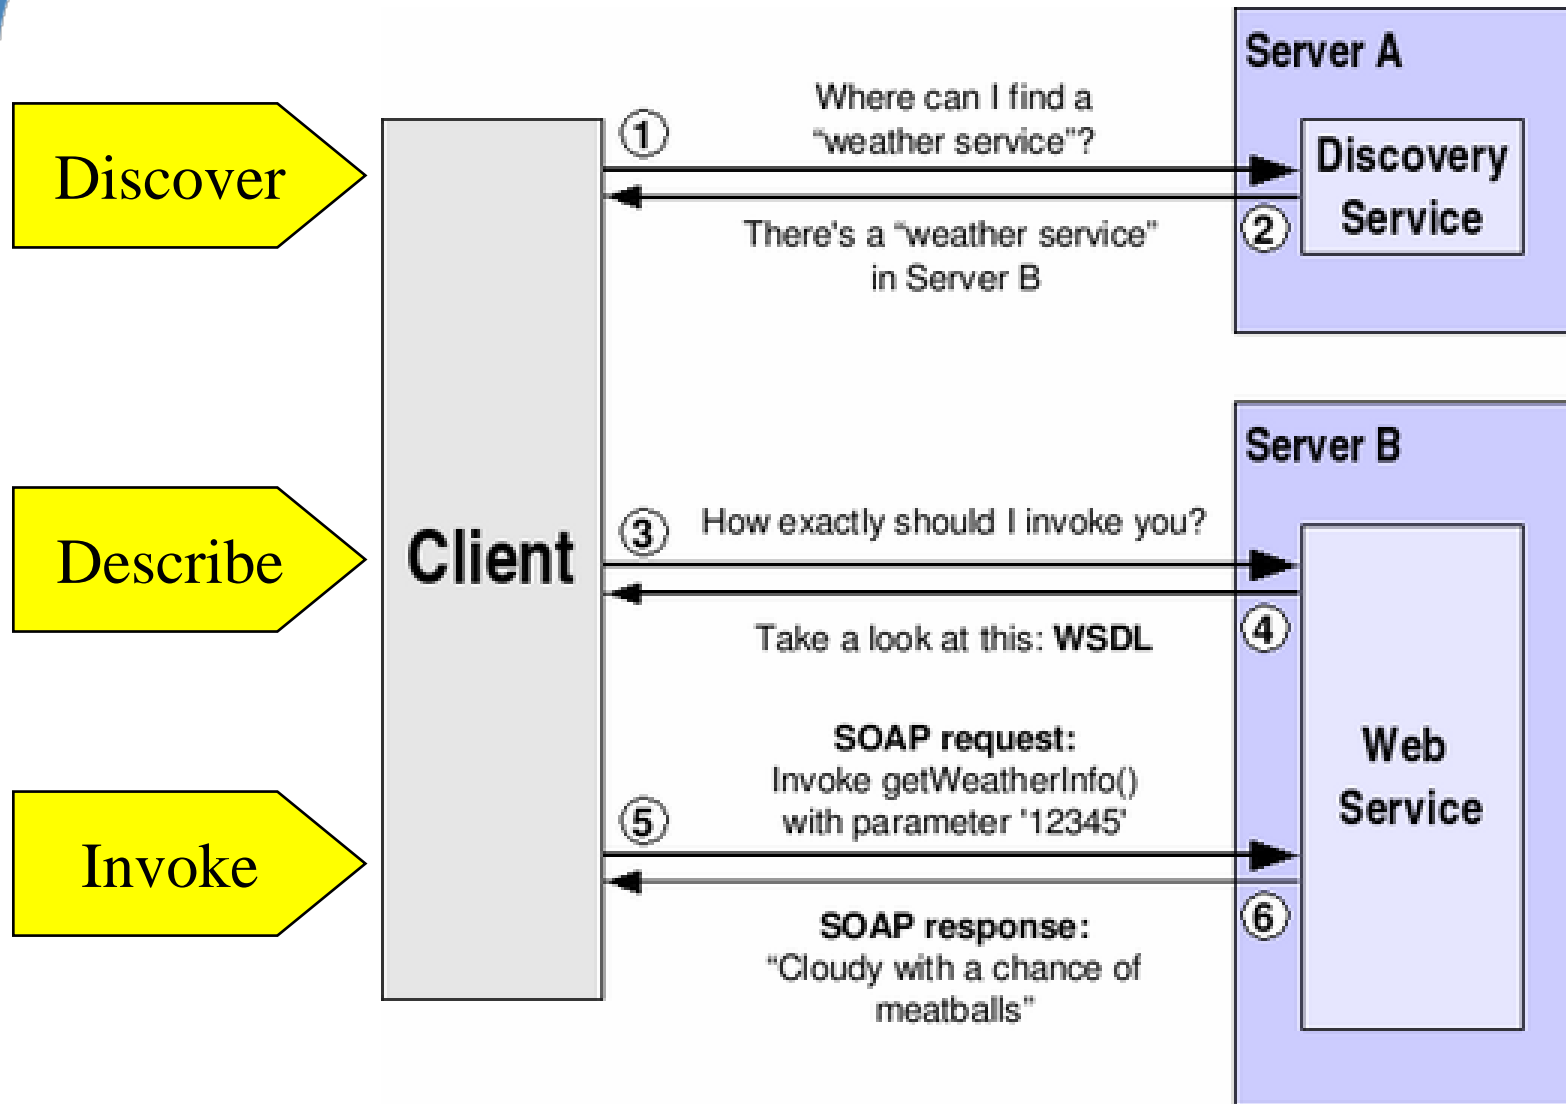 Discover
Describe
Invoke
Client
Server A
Discovery
Service
①
Where can I find a
“weather service”?
②
There's a “weather service”
in Server B
Server B
Web
Service
③
How exactly should I invoke you?
④
Take a look at this: WSDL
⑤
SOAP request:
Invoke getWeatherInfo()
with parameter '12345'
⑥
SOAP response:
“Cloudy with a chance of
meatballs”